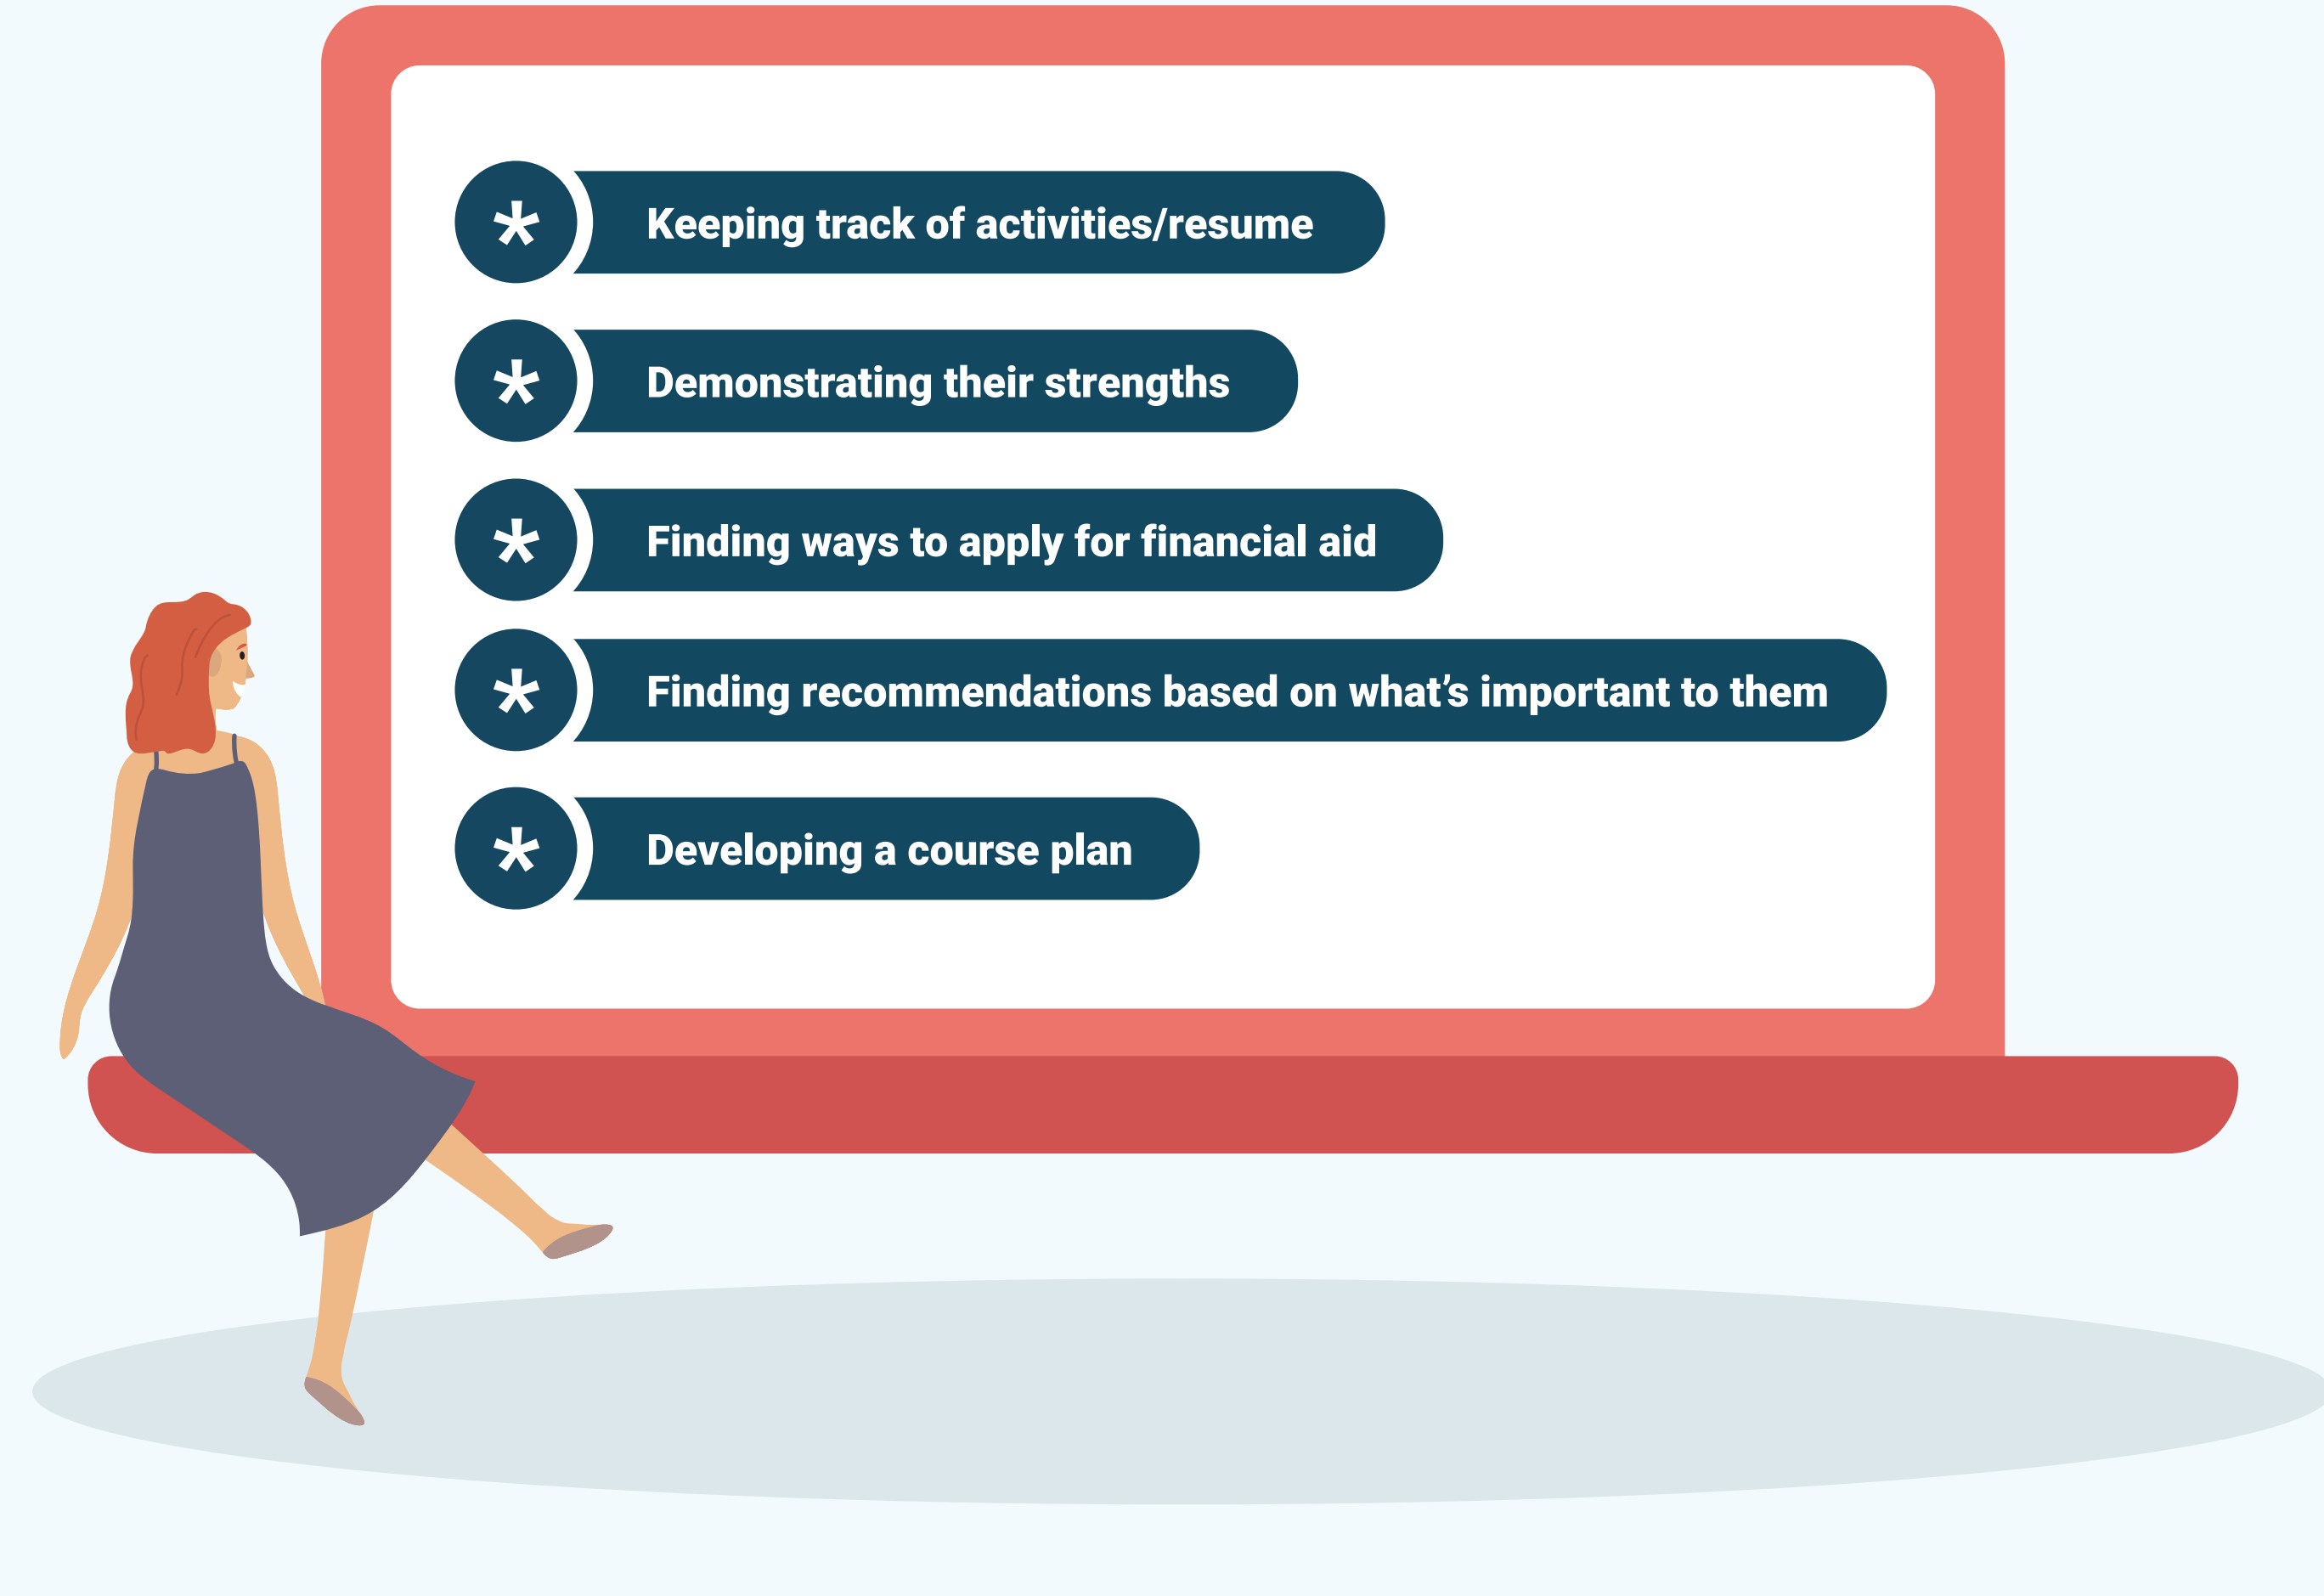 * Keeping track of activities/resume
* Demonstrating their strengths
* Finding ways to apply for financial aid
* Finding recommendations based on what's important to them
* Developing a course plan